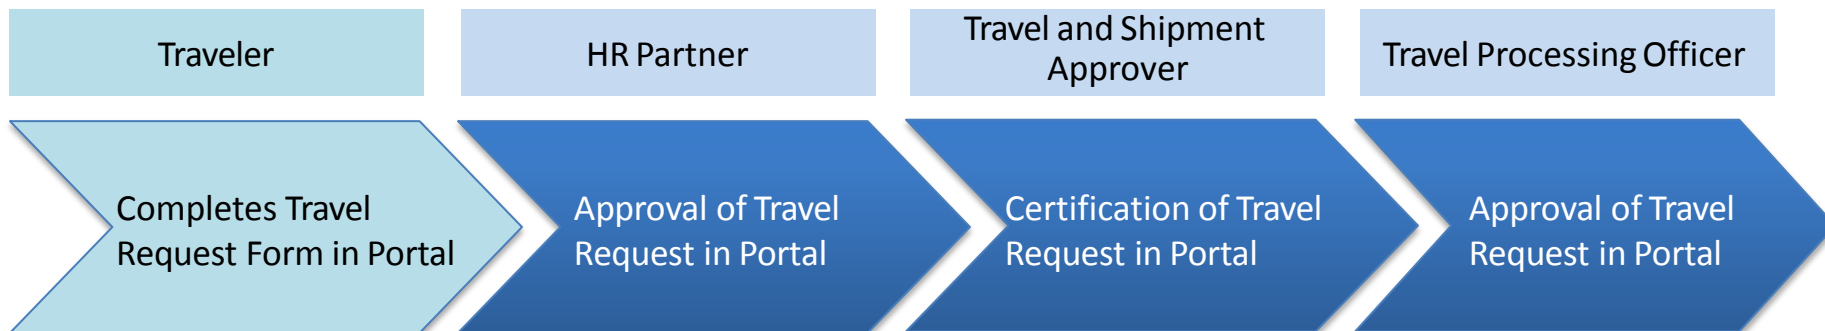 Traveler
HR Partner
Travel and Shipment
Approver
Travel Processing Officer
Completes Travel
Request Form in Portal
Approval of Travel
Request in Portal
Certification of Travel
Request in Portal
Approval of Travel
Request in Portal